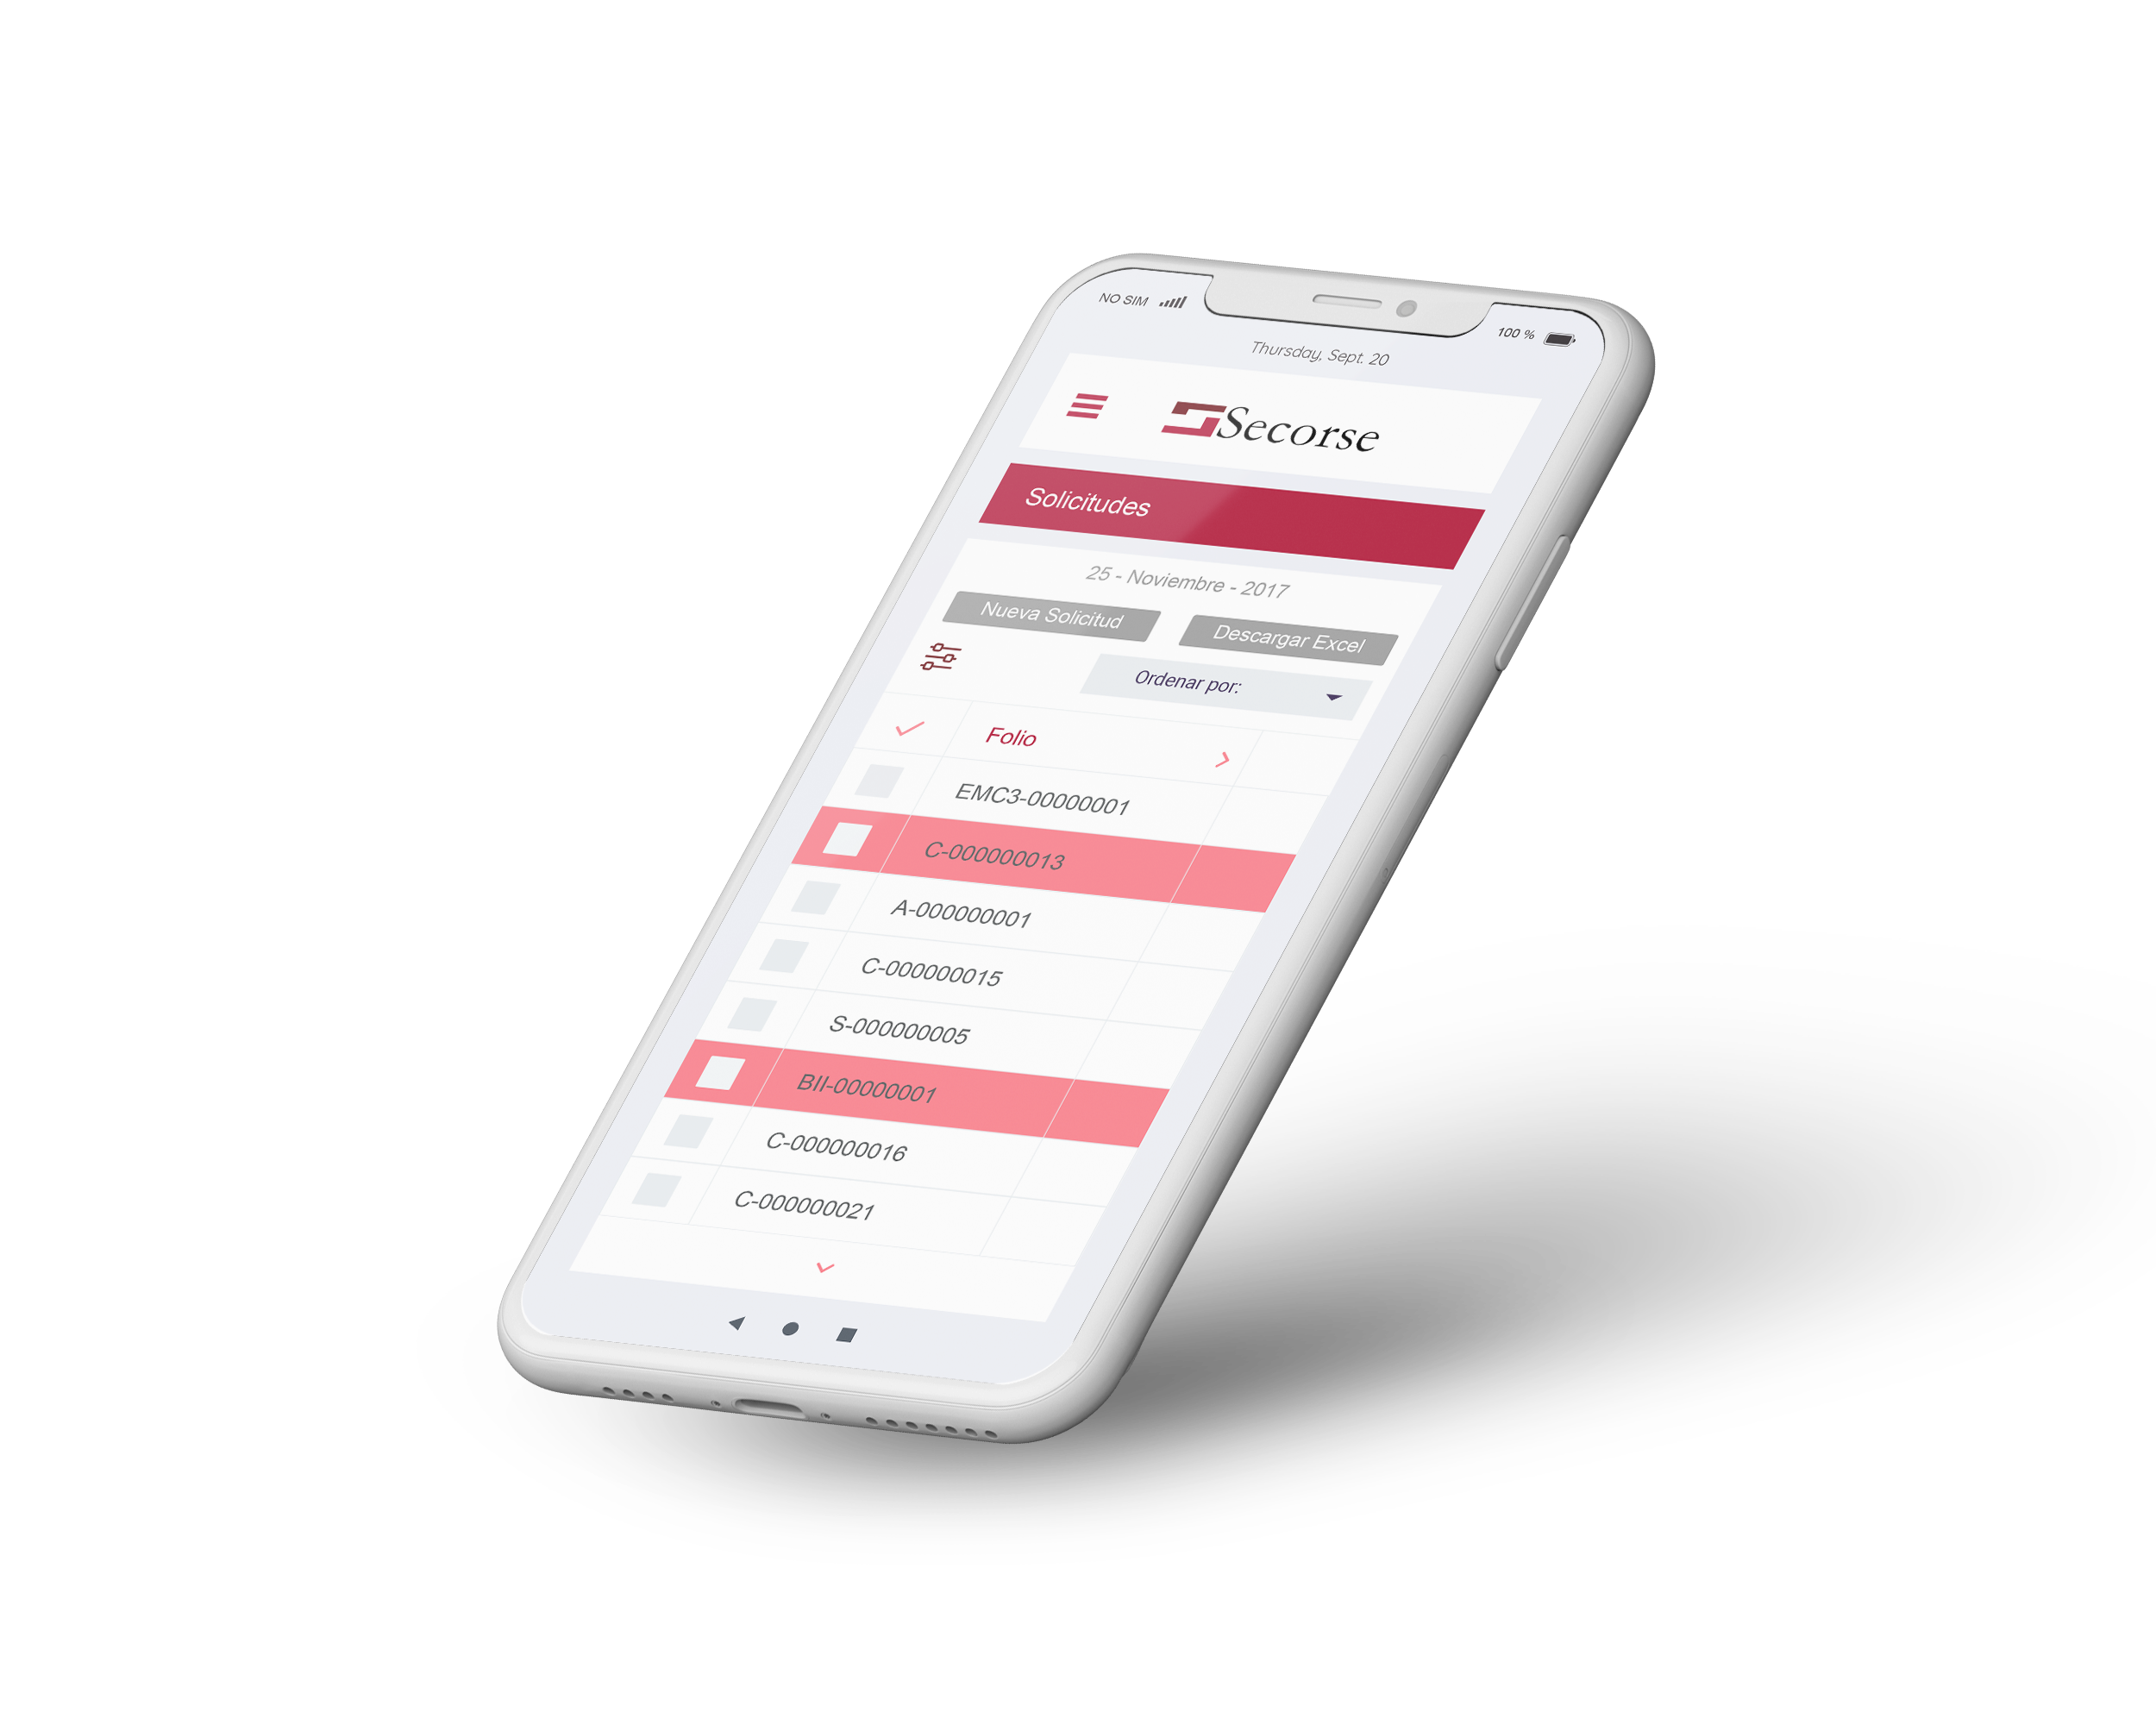 NO SIM
100 %
Thursday, Sept. 20
Secorse
Solicitudes
25 - Noviembre - 2017
Nueva Solicitud
Descargar Excel
Ordenar por:
Folio
EMC3-00000001
C-000000013
A-000000001
C-000000015
S-000000005
BII-00000001
C-000000016
C-000000021